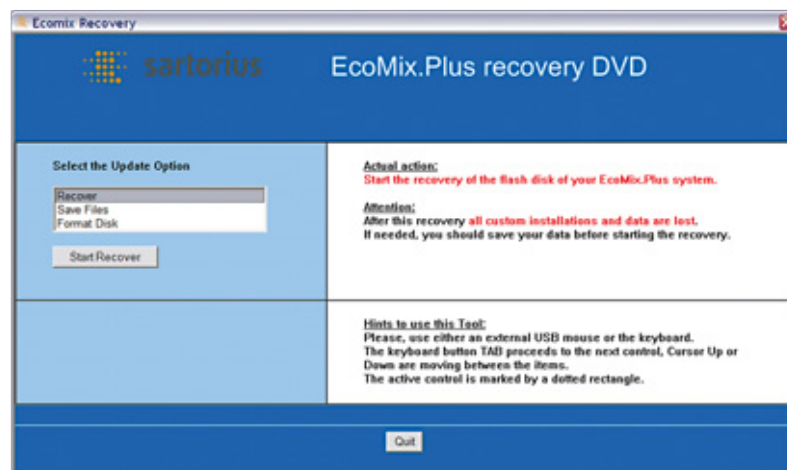 Ecomix Recovery
sartorius
EcoMix.Plus recovery DVD
Select the Update Option
Recover
Save Files
Format Disk
Start Recover
Actual action:
Start the recovery of the flash disk of your EcoMix.Plus system.
Attention:
After this recovery all custom installations and data are lost.
If needed, you should save your data before starting the recovery.
Hints to use this Tool:
Please, use either an external USB mouse or the keyboard.
The keyboard button TAB proceeds to the next control, Cursor Up or
Down are moving between the items.
The active control is marked by a dotted rectangle.
Quit